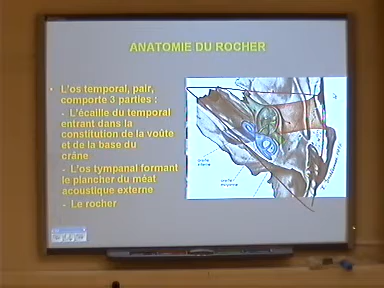 ANATOMIE DU ROCHER
• L'os temporal, pair,
comporte 3 parties :
- L'écaille du temporal
entrant dans la
constitution de la voûte
et de la base du
crâne
- L'os tympanal formant
le plancher du méat
acoustique externe
- Le rocher